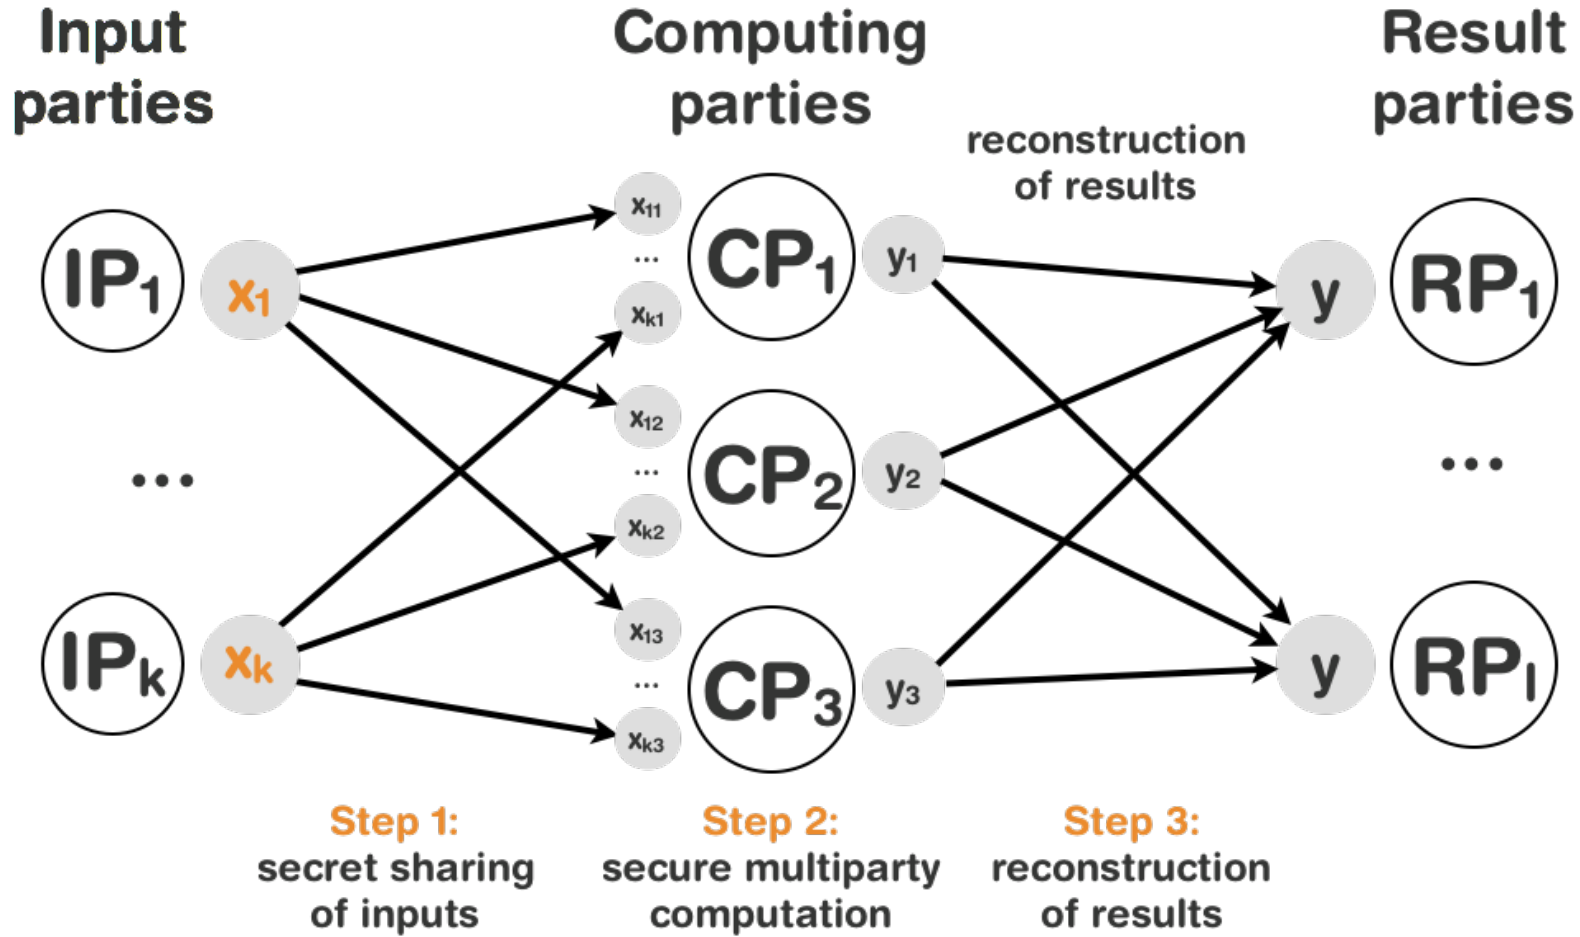 Input
parties
Computing
parties
Result
parties
reconstruction
of results
IP₁
x₁
x₁₁
...
xₖ₁
CP₁
y₁
y
RP₁
...
x₁₂
...
xₖ₂
CP₂
y₂
...
IPₖ
xₖ
x₁₃
...
xₖ₃
CP₃
y₃
y
RPₗ
Step 1:
secret sharing
of inputs
Step 2:
secure multiparty
computation
Step 3:
reconstruction
of results